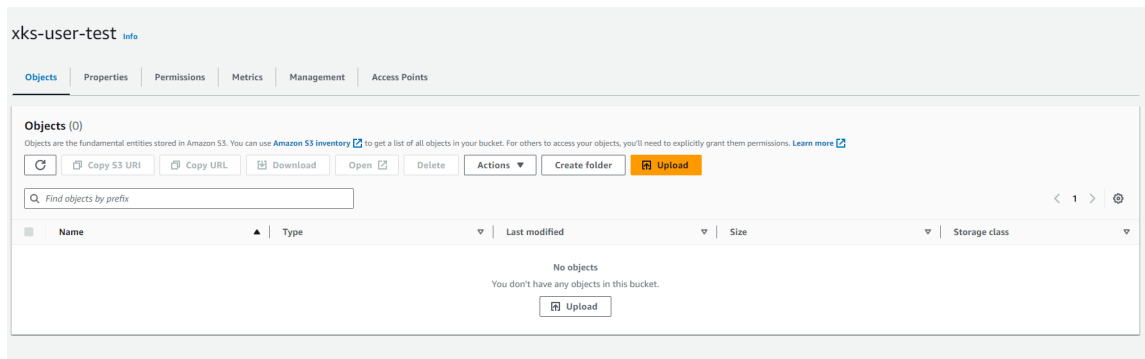 xks-user-test Info
Objects Properties Permissions Metrics Management Access Points
Objects (0)
Objects are the fundamental entities stored in Amazon S3. You can use Amazon S3 inventory to get a list of all objects in your bucket. For others to access your objects, you'll need to explicitly grant them permissions. Learn more
Copy S3 URI Copy URL Download Open Delete Actions Create folder Upload
Find objects by prefix 1
Name Type Last modified Size Storage class
No objects
You don't have any objects in this bucket.
Upload